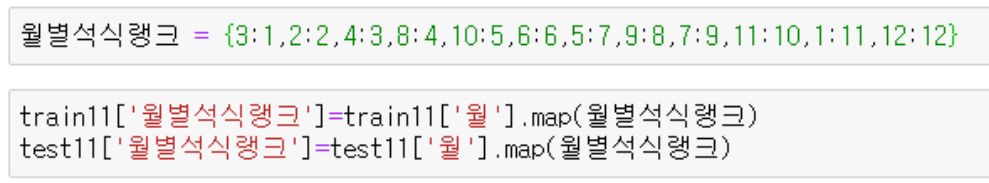 월별석식랭크 = {3:1,2:2,4:3,8:4,10:5,6:6,5:7,9:8,7:9,11:10,1:11,12:12}
train11['월별석식랭크']=train11['월'].map(월별석식랭크)
test11['월별석식랭크']=test11['월'].map(월별석식랭크)